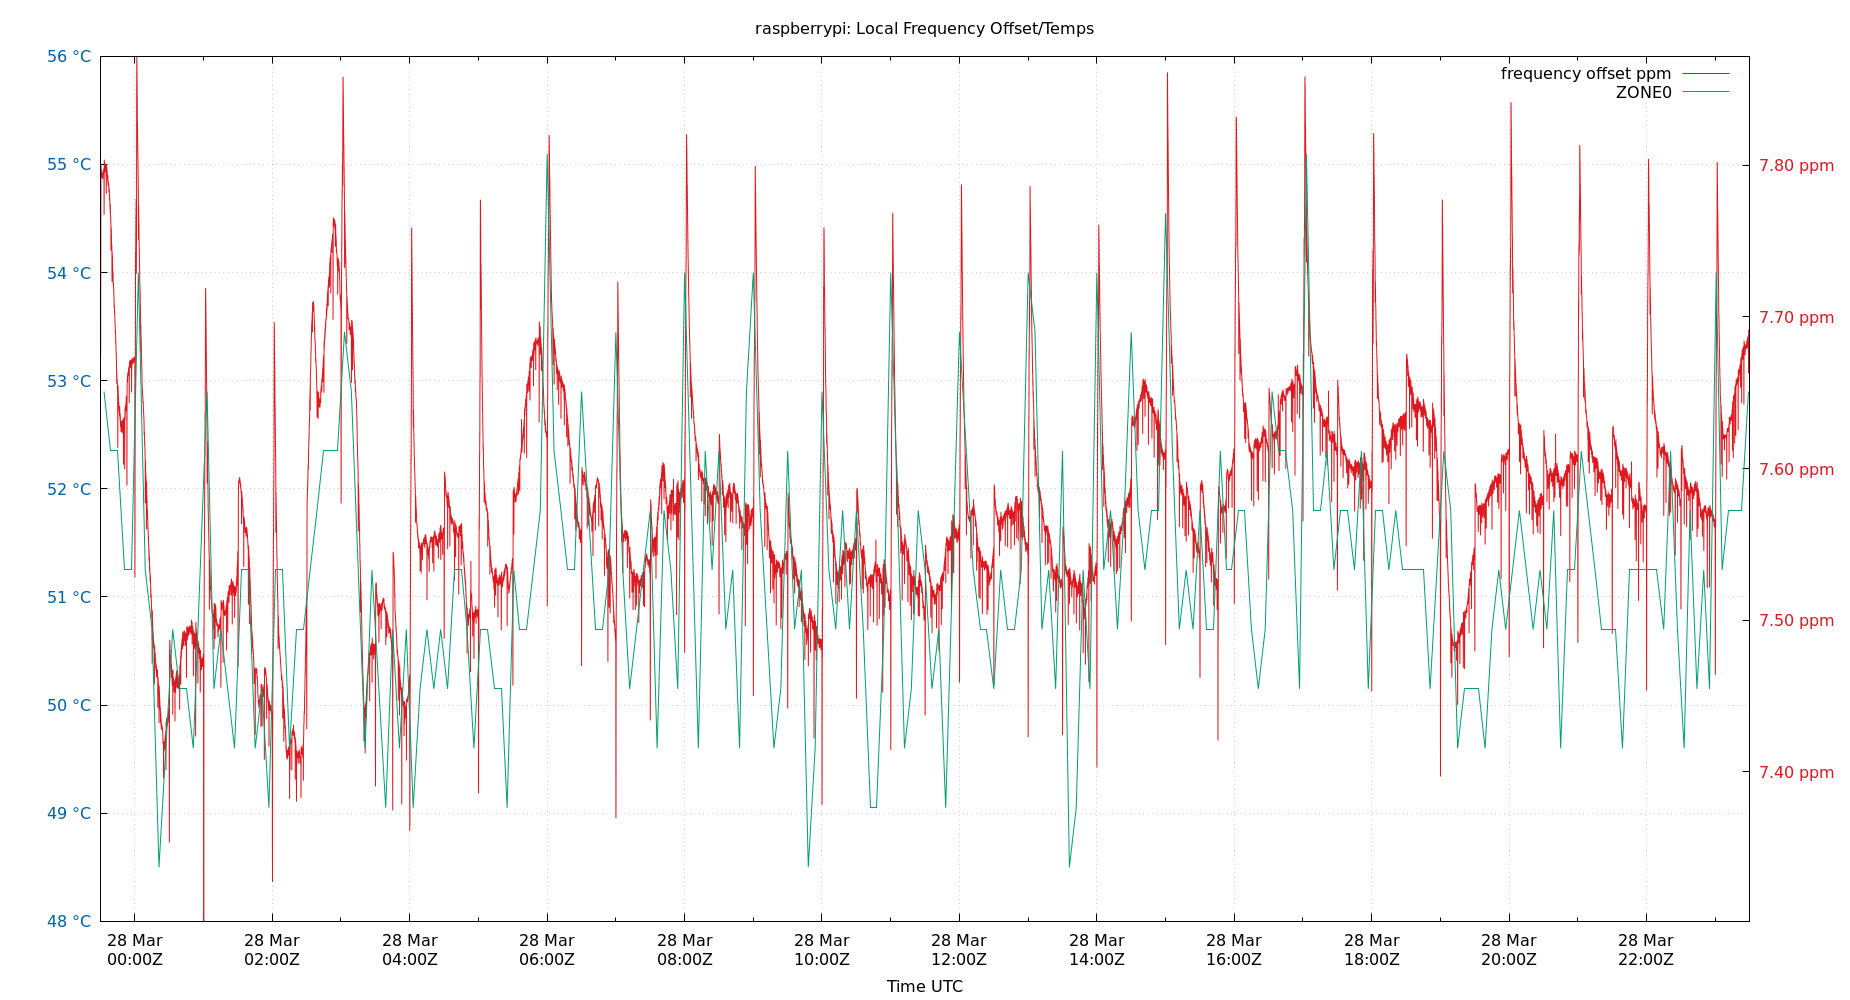 raspberrypi: Local Frequency Offset/Temps
frequency offset ppm
ZONE0
56 °C
55 °C
54 °C
53 °C
52 °C
51 °C
50 °C
49 °C
48 °C
7.80 ppm
7.70 ppm
7.60 ppm
7.50 ppm
7.40 ppm
28 Mar 28 Mar 28 Mar 28 Mar 28 Mar 28 Mar 28 Mar 28 Mar 28 Mar 28 Mar 28 Mar 28 Mar
00:00Z 02:00Z 04:00Z 06:00Z 08:00Z 10:00Z 12:00Z 14:00Z 16:00Z 18:00Z 20:00Z 22:00Z
Time UTC